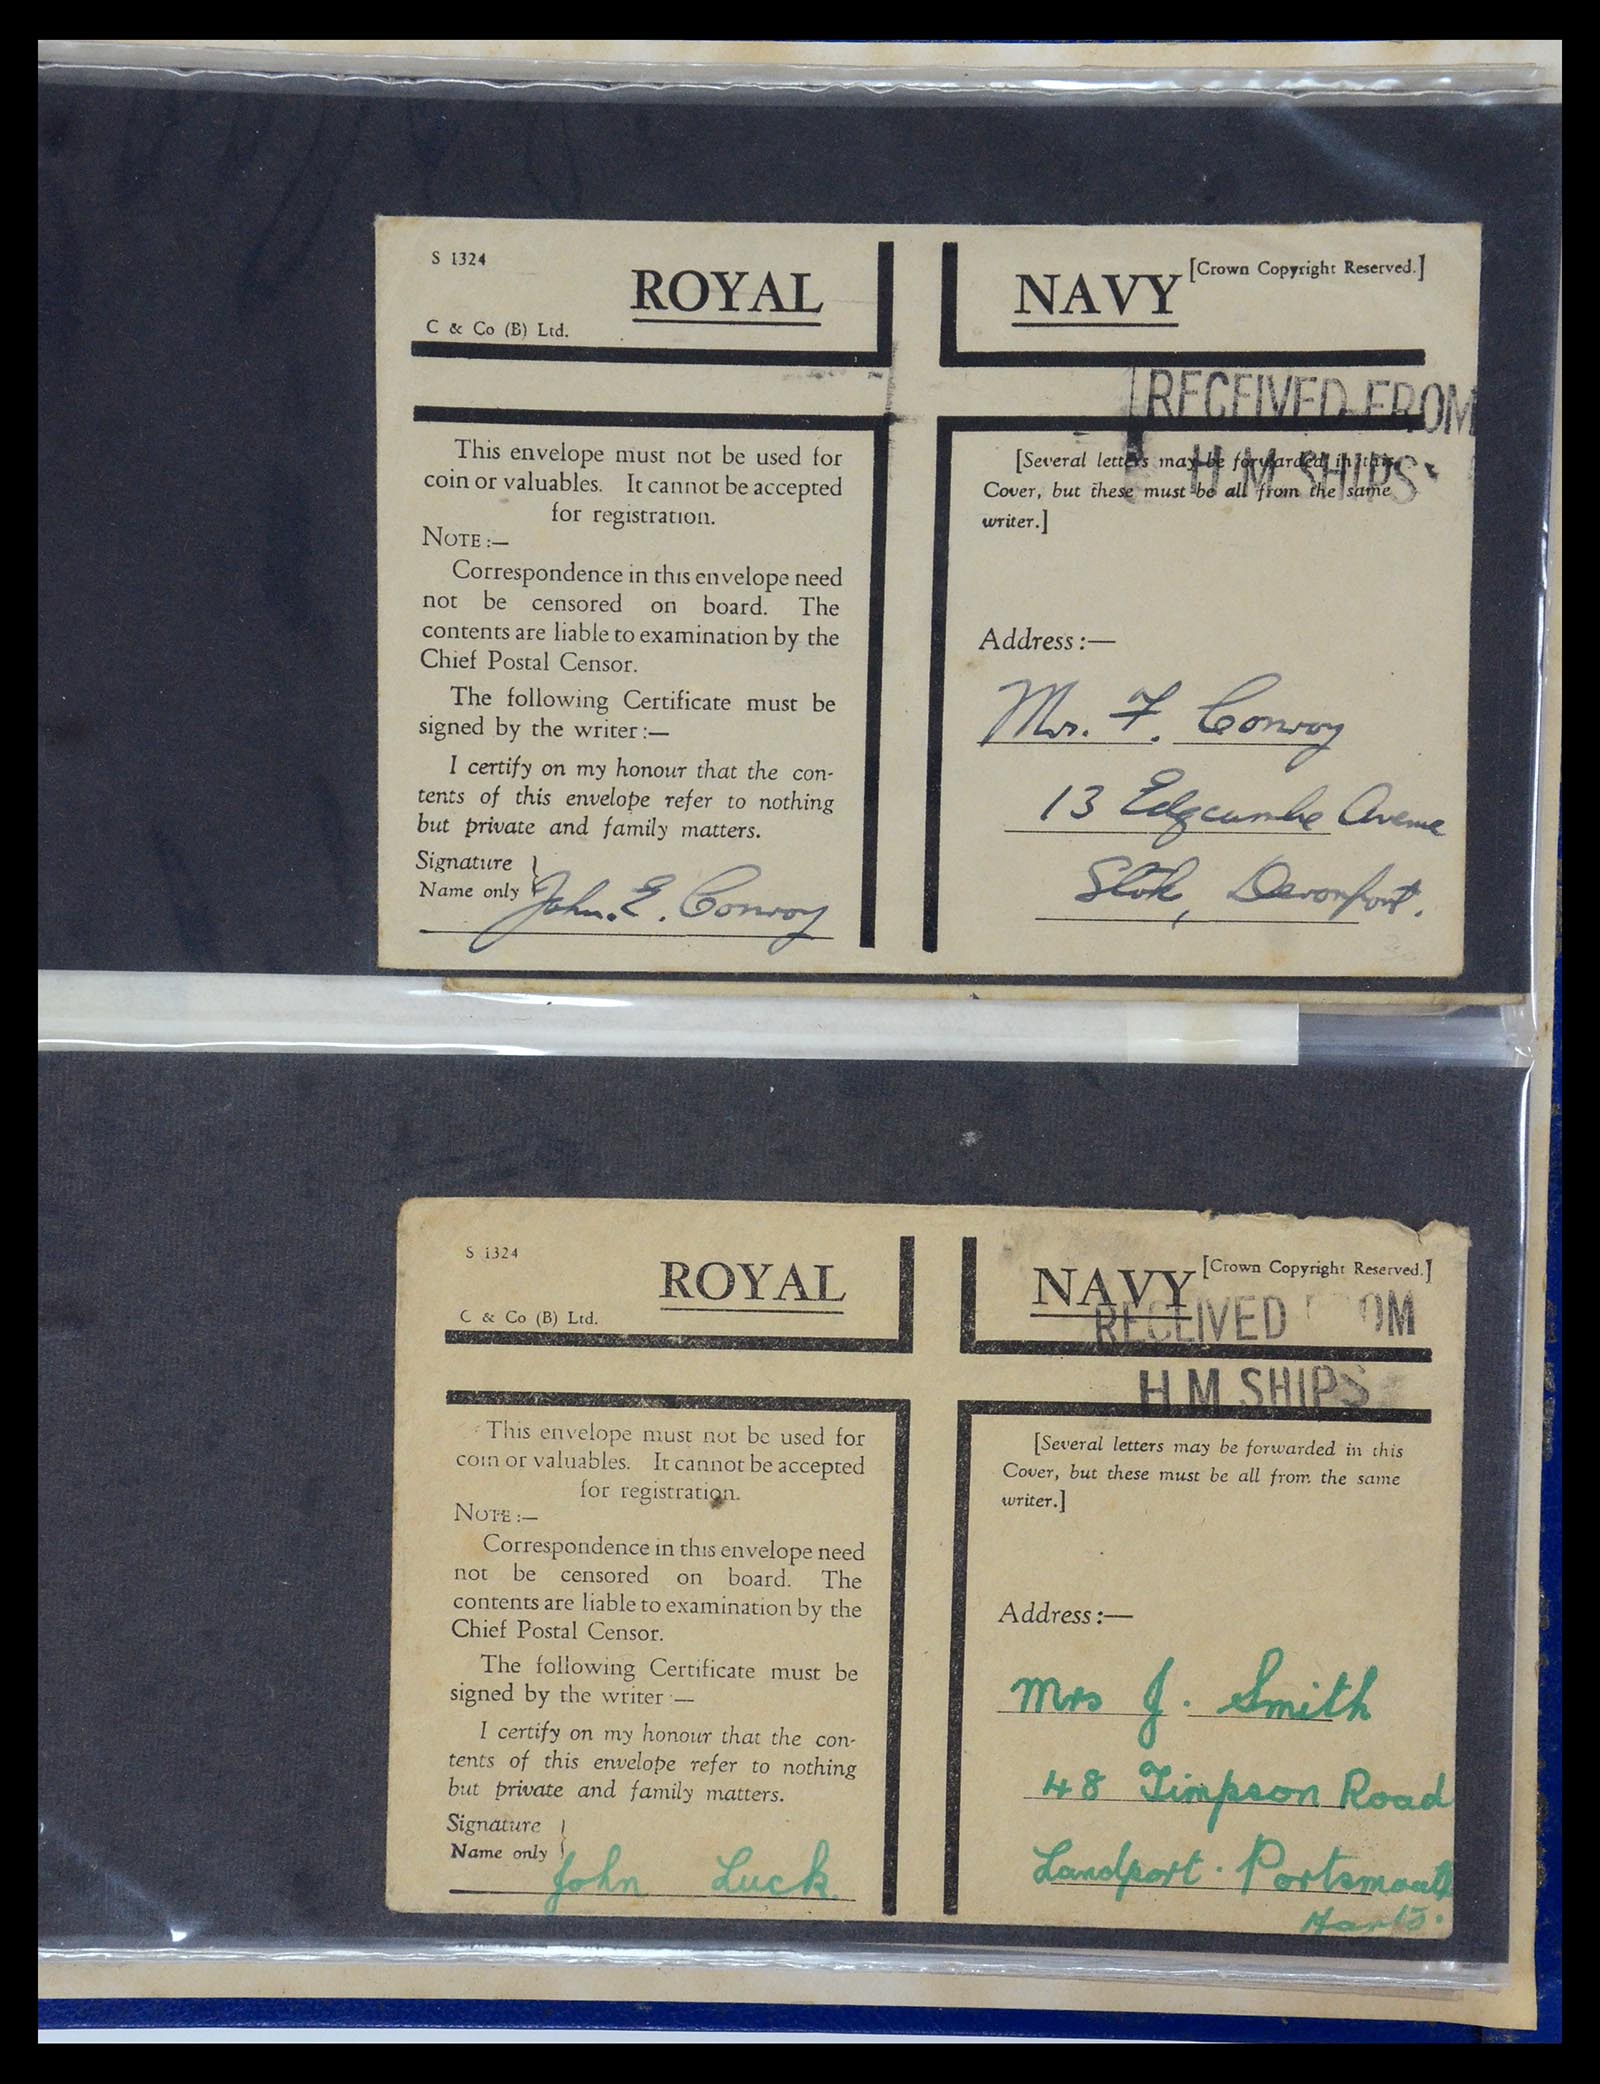 S 1324
ROYAL NAVY [Crown Copyright Reserved.]
C & Co (B) Ltd.
RECEIVED FROM
H M SHIPS
This envelope must not be used for
coin or valuables. It cannot be accepted
for registration.
NOTE :—
Correspondence in this envelope need
not be censored on board. The
contents are liable to examination by the
Chief Postal Censor.
The following Certificate must be
signed by the writer :—
I certify on my honour that the con-
tents of this envelope refer to nothing
but private and family matters.
Signature
Name only
John. E. Conroy
[Several letters may be forwarded in this
Cover, but these must be all from the same
writer.]
Address :—
Mr. F. Conroy
13 Edgcumbe Avenue
Stok, Devonport.
S 1324
ROYAL NAVY [Crown Copyright Reserved.]
C & Co (B) Ltd.
RECEIVED FROM
H M SHIPS
This envelope must not be used for
coin or valuables. It cannot be accepted
for registration.
NOTE :—
Correspondence in this envelope need
not be censored on board. The
contents are liable to examination by the
Chief Postal Censor.
The following Certificate must be
signed by the writer :—
I certify on my honour that the con-
tents of this envelope refer to nothing
but private and family matters.
Signature
Name only
John Luck
[Several letters may be forwarded in this
Cover, but these must be all from the same
writer.]
Address :—
Mrs J. Smith
48 Timpson Road
Landport. Portsmouth
Hants.